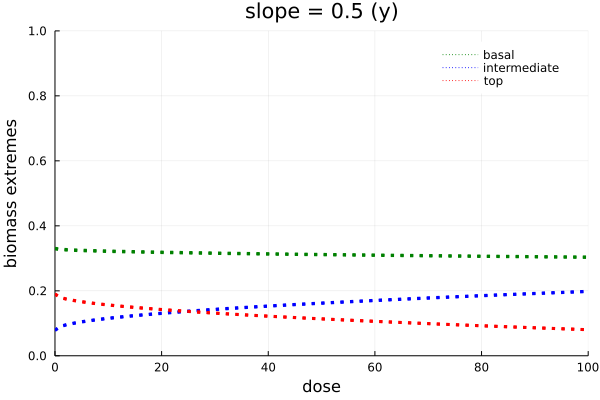 slope = 0.5 (y)
biomass extremes
1.0
0.8
0.6
0.4
0.2
0.0
basal
intermediate
top
0 20 40 60 80 100
dose